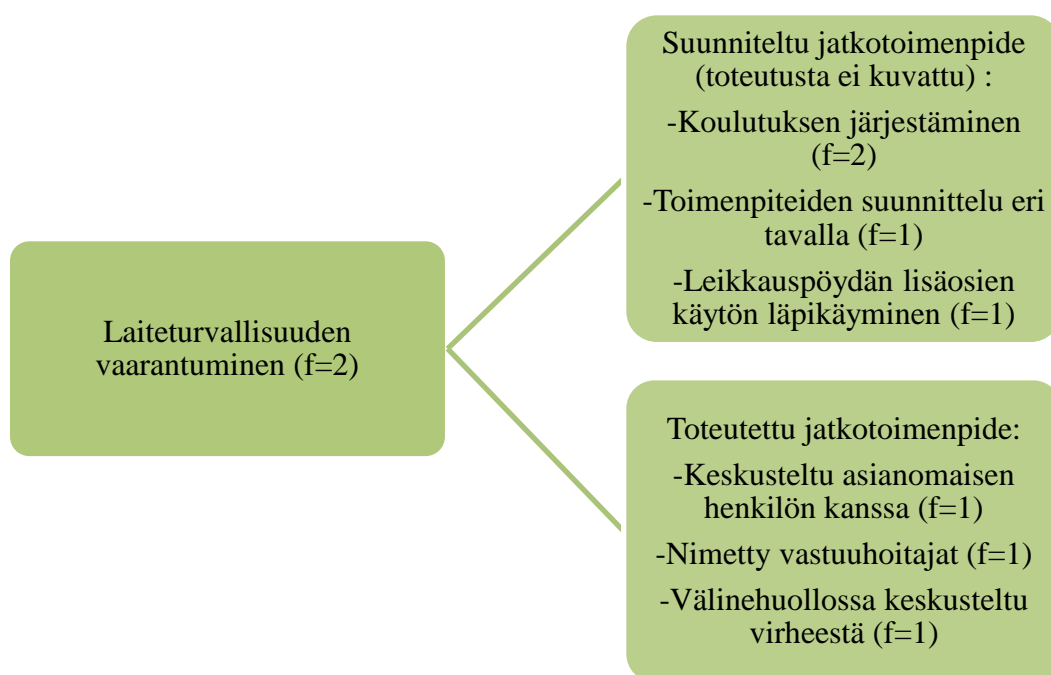 Laiteturvallisuuden
vaarantuminen (f=2)
Suunniteltu jatkotoimenpide
(toteutusta ei kuvattu) :
-Koulutuksen järjestäminen
(f=2)
-Toimenpiteiden suunnittelu eri
tavalla (f=1)
-Leikkauspöydän lisäosien
käytön läpikäyminen (f=1)
Toteutettu jatkotoimenpide:
-Keskusteltu asianomaisen
henkilön kanssa (f=1)
-Nimetty vastuuhoitajat (f=1)
-Välinehuollossa keskusteltu
virheestä (f=1)